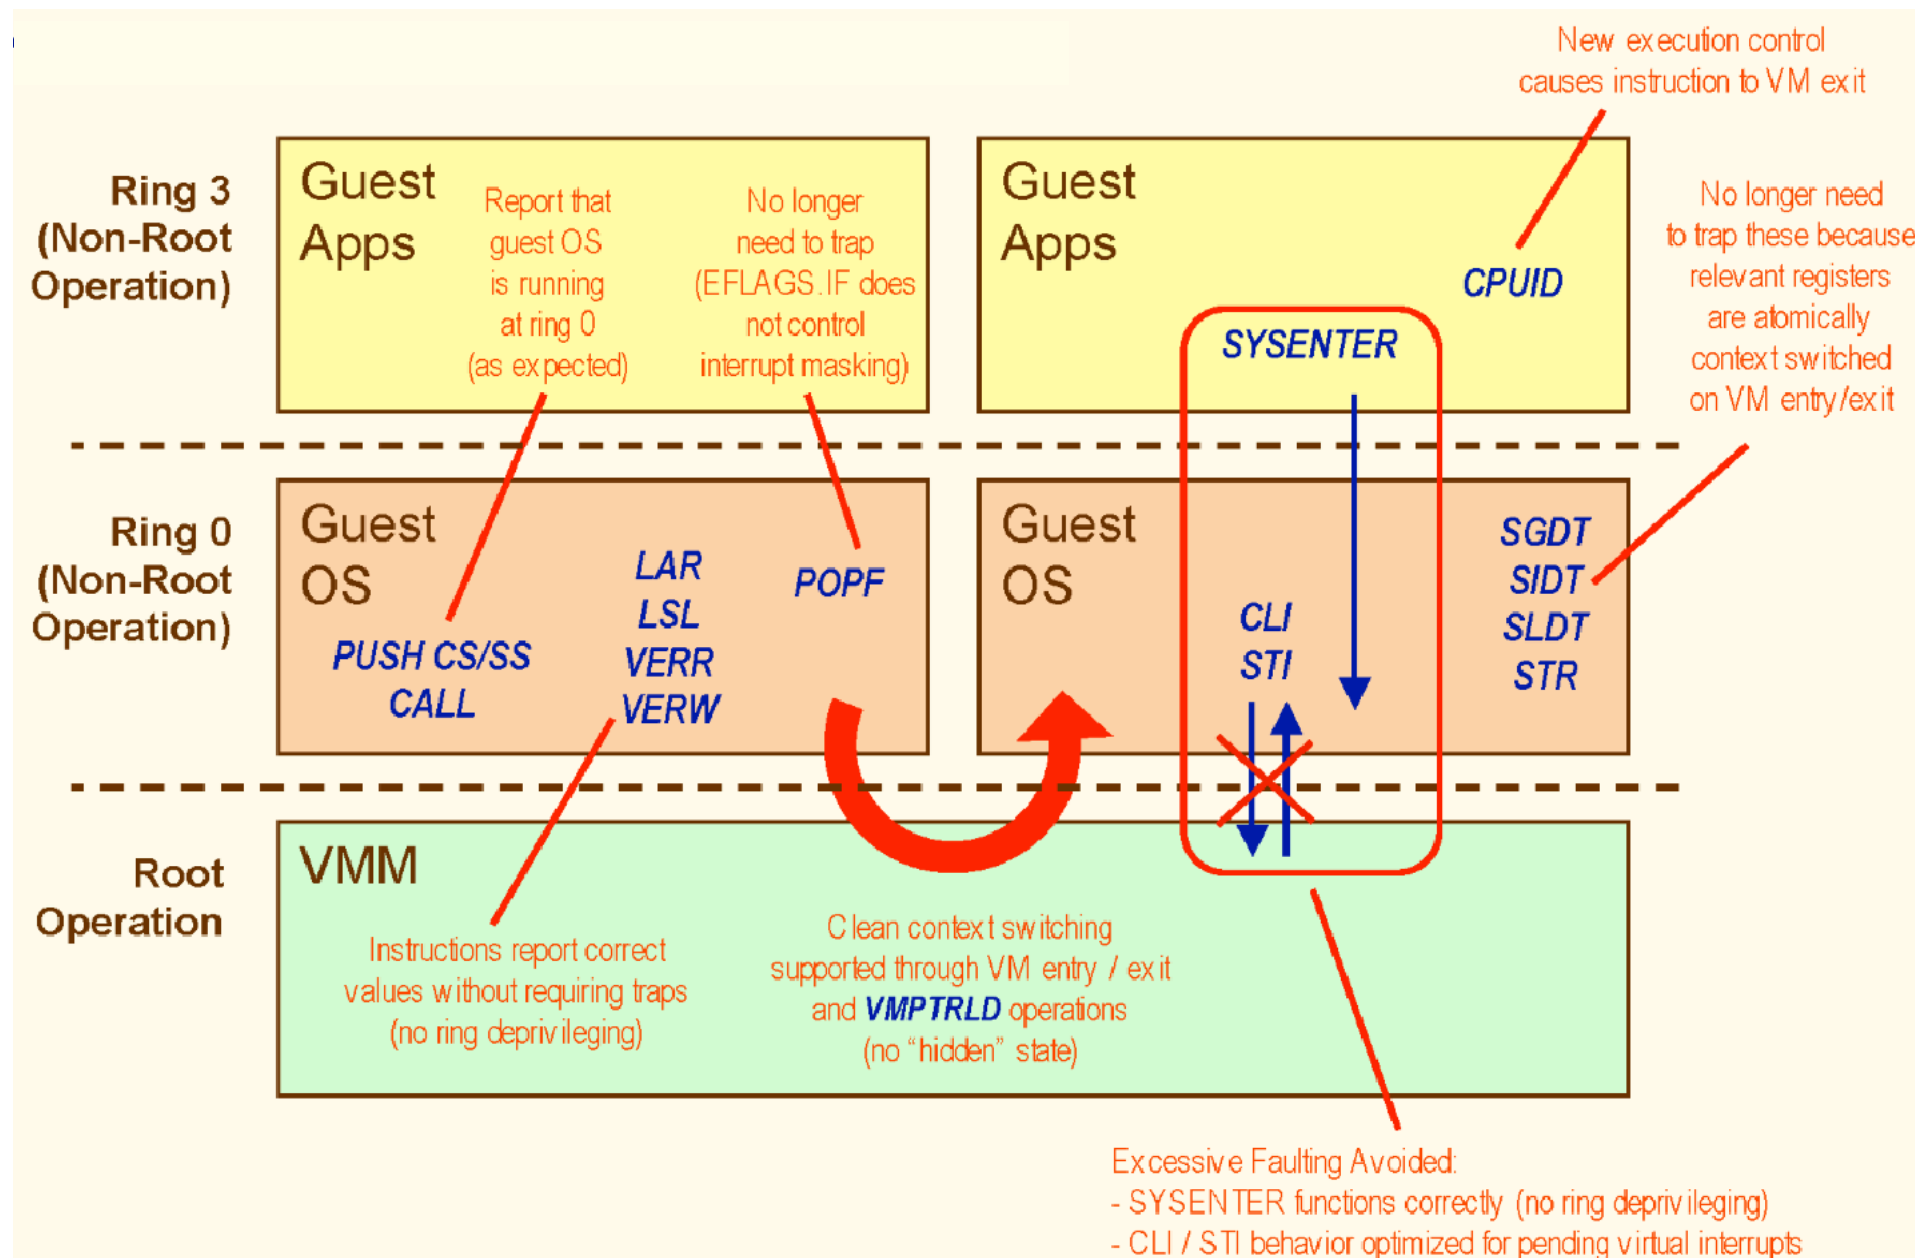 New execution control
causes instruction to VM exit
Ring 3
(Non-Root
Operation)
Guest
Apps
Report that
guest OS
is running
at ring 0
(as expected)
No longer
need to trap
(EFLAGS.IF does
not control
interrupt masking)
Guest
Apps
CPUID
SYSENTER
No longer need
to trap these because
relevant registers
are atomically
context switched
on VM entry/exit
Ring 0
(Non-Root
Operation)
Guest
OS
PUSH CS/SS
CALL
LAR
LSL
VERR
VERW
POPF
Guest
OS
CLI
STI
SGDT
SIDT
SLDT
STR
Root
Operation
VMM
Instructions report correct
values without requiring traps
(no ring deprivileging)
Clean context switching
supported through VM entry / exit
and VMPTRLD operations
(no "hidden" state)
Excessive Faulting Avoided:
- SYSENTER functions correctly (no ring deprivileging)
- CLI / STI behavior optimized for pending virtual interrupts